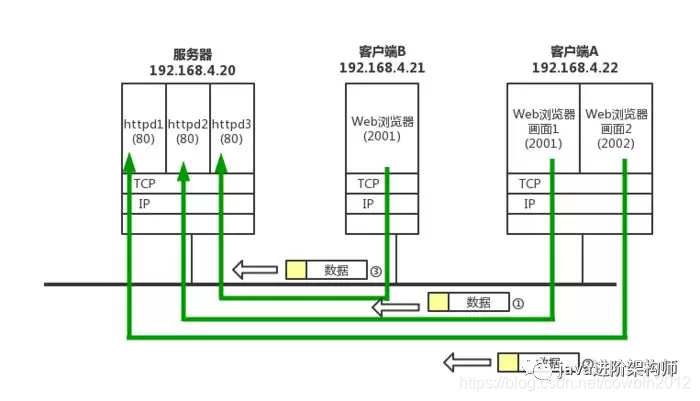 服务器
192.168.4.20
客户端B
192.168.4.21
客户端A
192.168.4.22
httpd1
(80)
httpd2
(80)
httpd3
(80)
Web浏览器
(2001)
Web浏览器
画面1
(2001)
Web浏览器
画面2
(2002)
TCP
IP
TCP
IP
数据 ③
数据 ①
数据
java进阶架构师
https://blog.csdn.net/cowbin2012